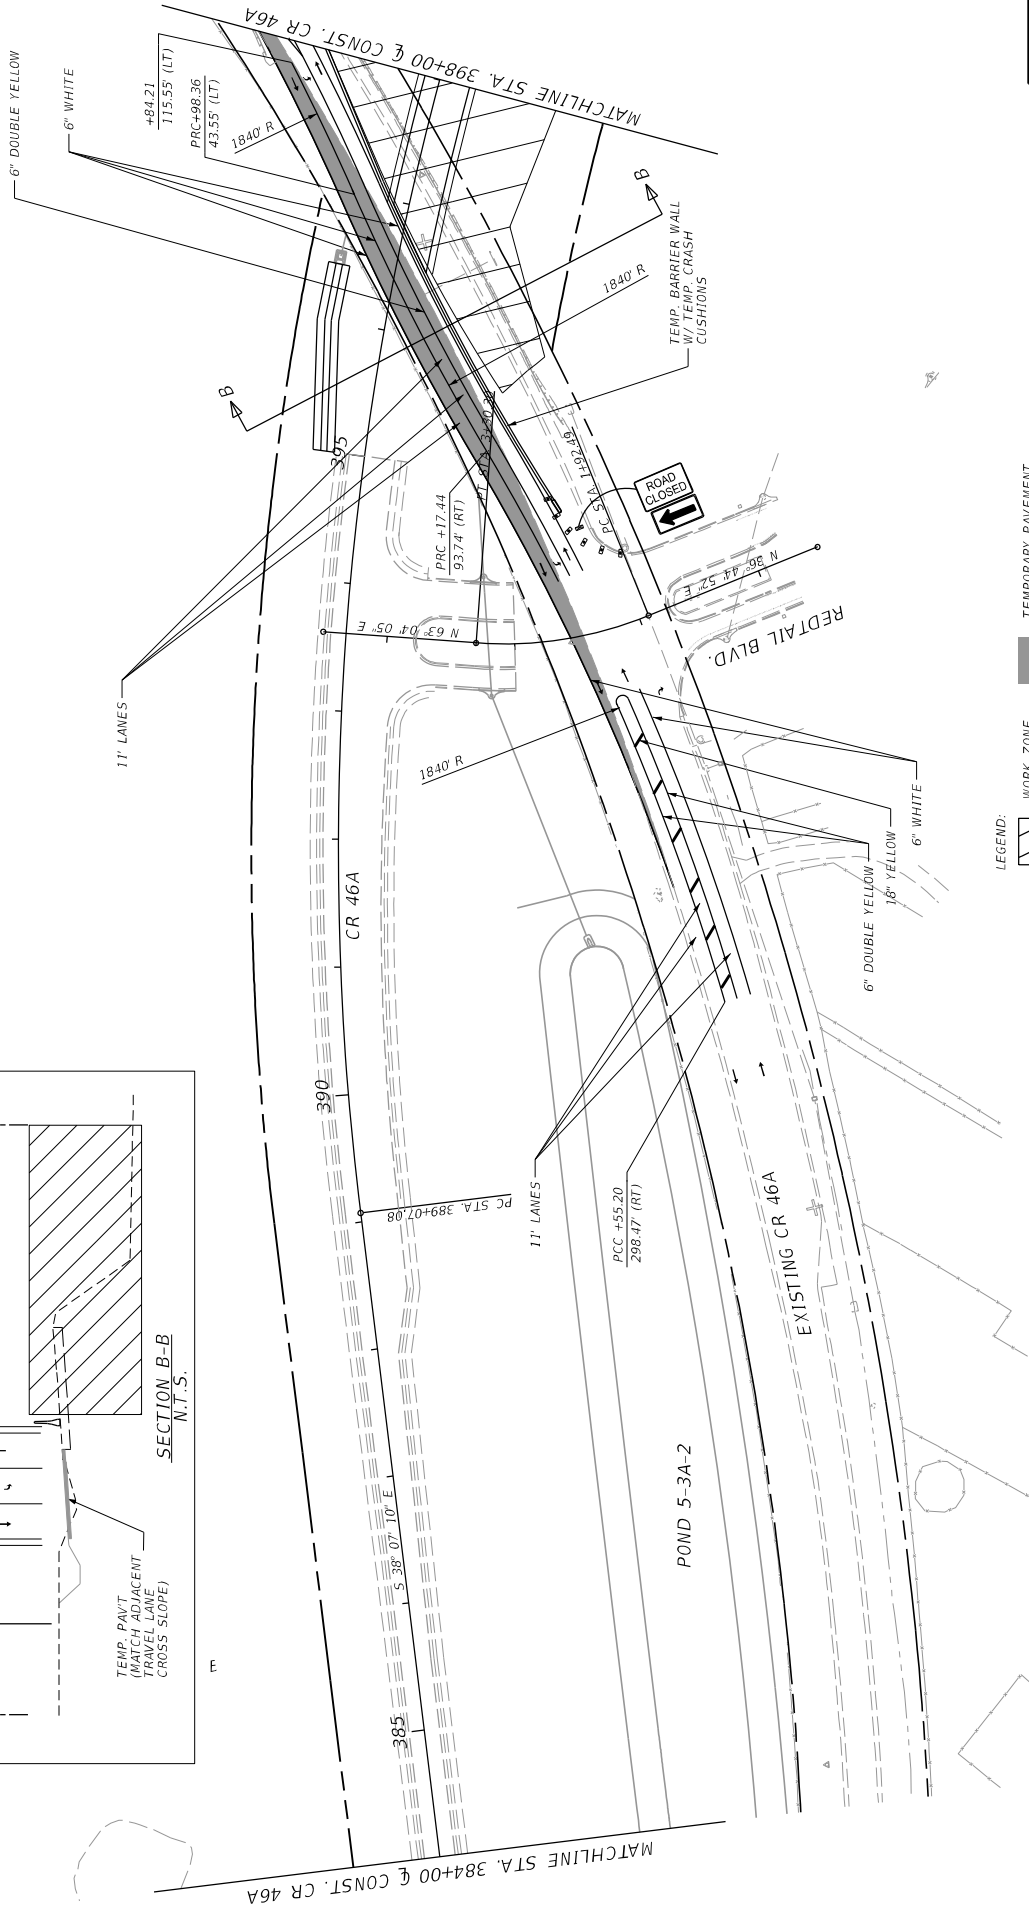 MATCHLINE STA. 398+00 ℄ CONST. CR 46A
6" DOUBLE YELLOW
6" WHITE
+84.21
115.55' (LT)
PRC+98.36
43.55' (LT)
1840' R
B
B
1840' R
TEMP. BARRIER WALL
W/ TEMP. CRASH
CUSHIONS
395
PT STA. 3+30.32
PRC +17.44
93.74' (RT)
PC STA. 1+92.49
ROAD
CLOSED
11' LANES
N 63° 04' 05" E
N 36° 44' 52" E
REDTAIL BLVD.
1840' R
CR 46A
6" WHITE
18" YELLOW
6" DOUBLE YELLOW
LEGEND:
WORK ZONE
TEMPORARY PAVEMENT
390
PC STA. 389+07.08
11' LANES
PCC +55.20
298.47' (RT)
EXISTING CR 46A
SECTION B-B
N.T.S.
TEMP. PAV'T
(MATCH ADJACENT
TRAVEL LANE
CROSS SLOPE)
E
S 38° 07' 10" E
POND 5-3A-2
385
MATCHLINE STA. 384+00 ℄ CONST. CR 46A